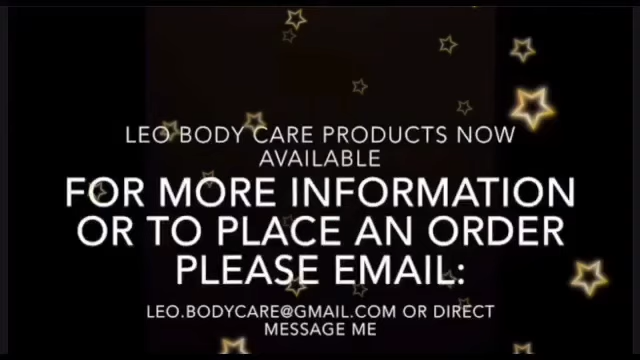 LEO BODY CARE PRODUCTS NOW
AVAILABLE
FOR MORE INFORMATION
OR TO PLACE AN ORDER
PLEASE EMAIL:
LEO.BODYCARE@GMAIL.COM OR DIRECT
MESSAGE ME